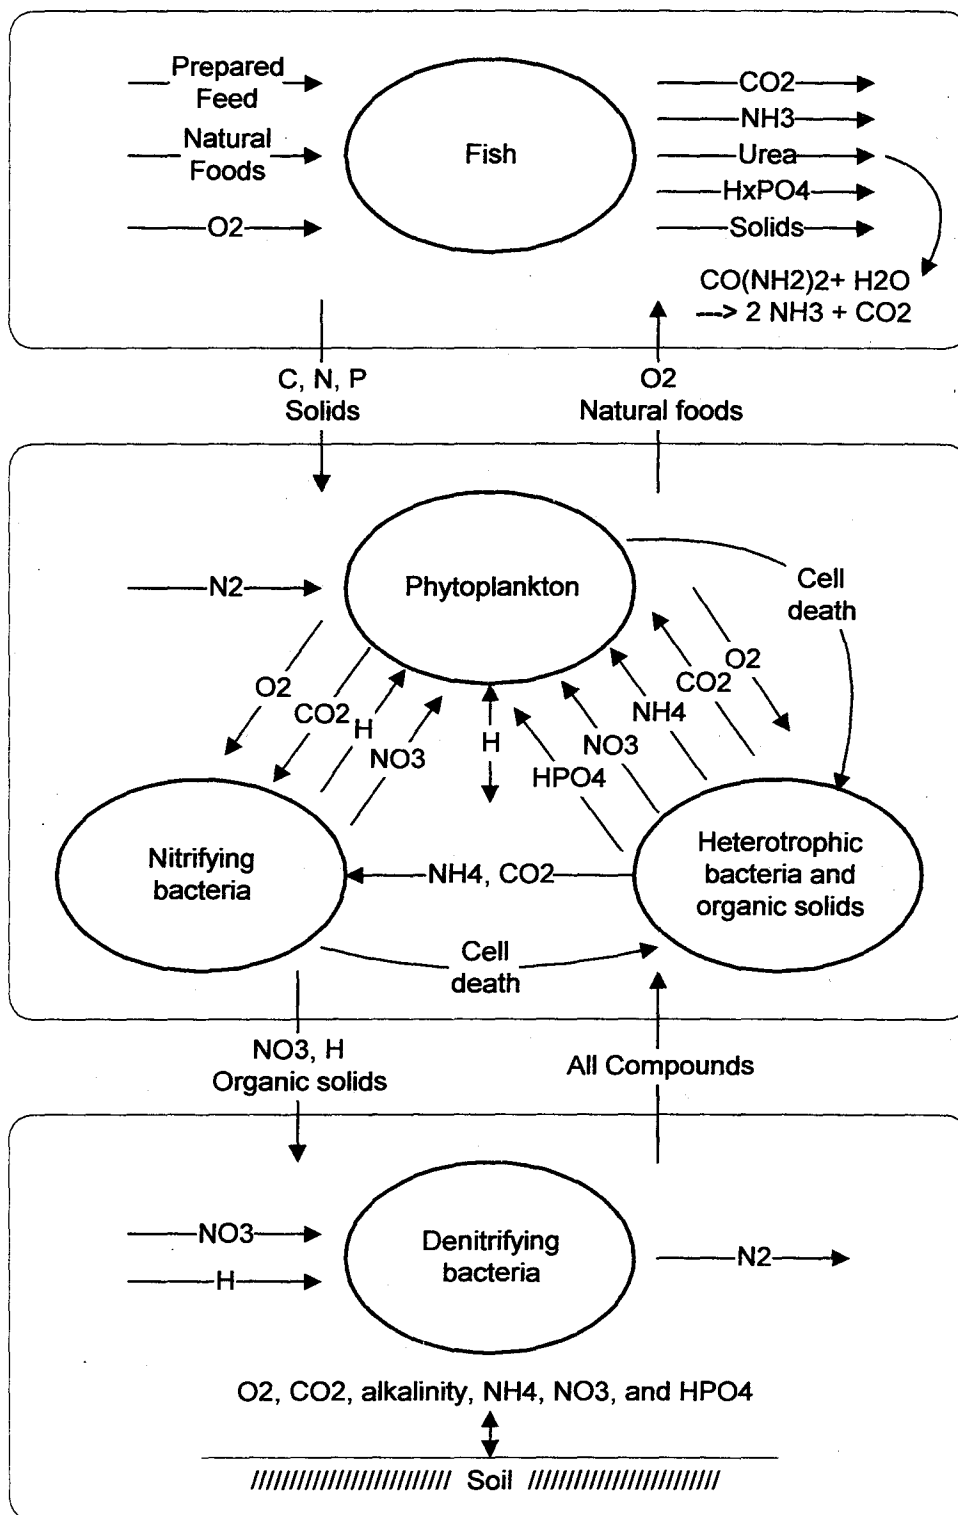 Prepared
Feed
Natural
Foods
O2
Fish
CO2
NH3
Urea
HxPO4
Solids
CO(NH2)2+ H2O
---> 2 NH3 + CO2
C, N, P
Solids
O2
Natural foods
N2
Phytoplankton
Cell
death
O2
CO2
H
NO3
H
HPO4
NO3
NH4
CO2
O2
Nitrifying
bacteria
NH4, CO2
Heterotrophic
bacteria and
organic solids
Cell
death
NO3, H
Organic solids
All Compounds
NO3
H
Denitrifying
bacteria
N2
O2, CO2, alkalinity, NH4, NO3, and HPO4
Soil